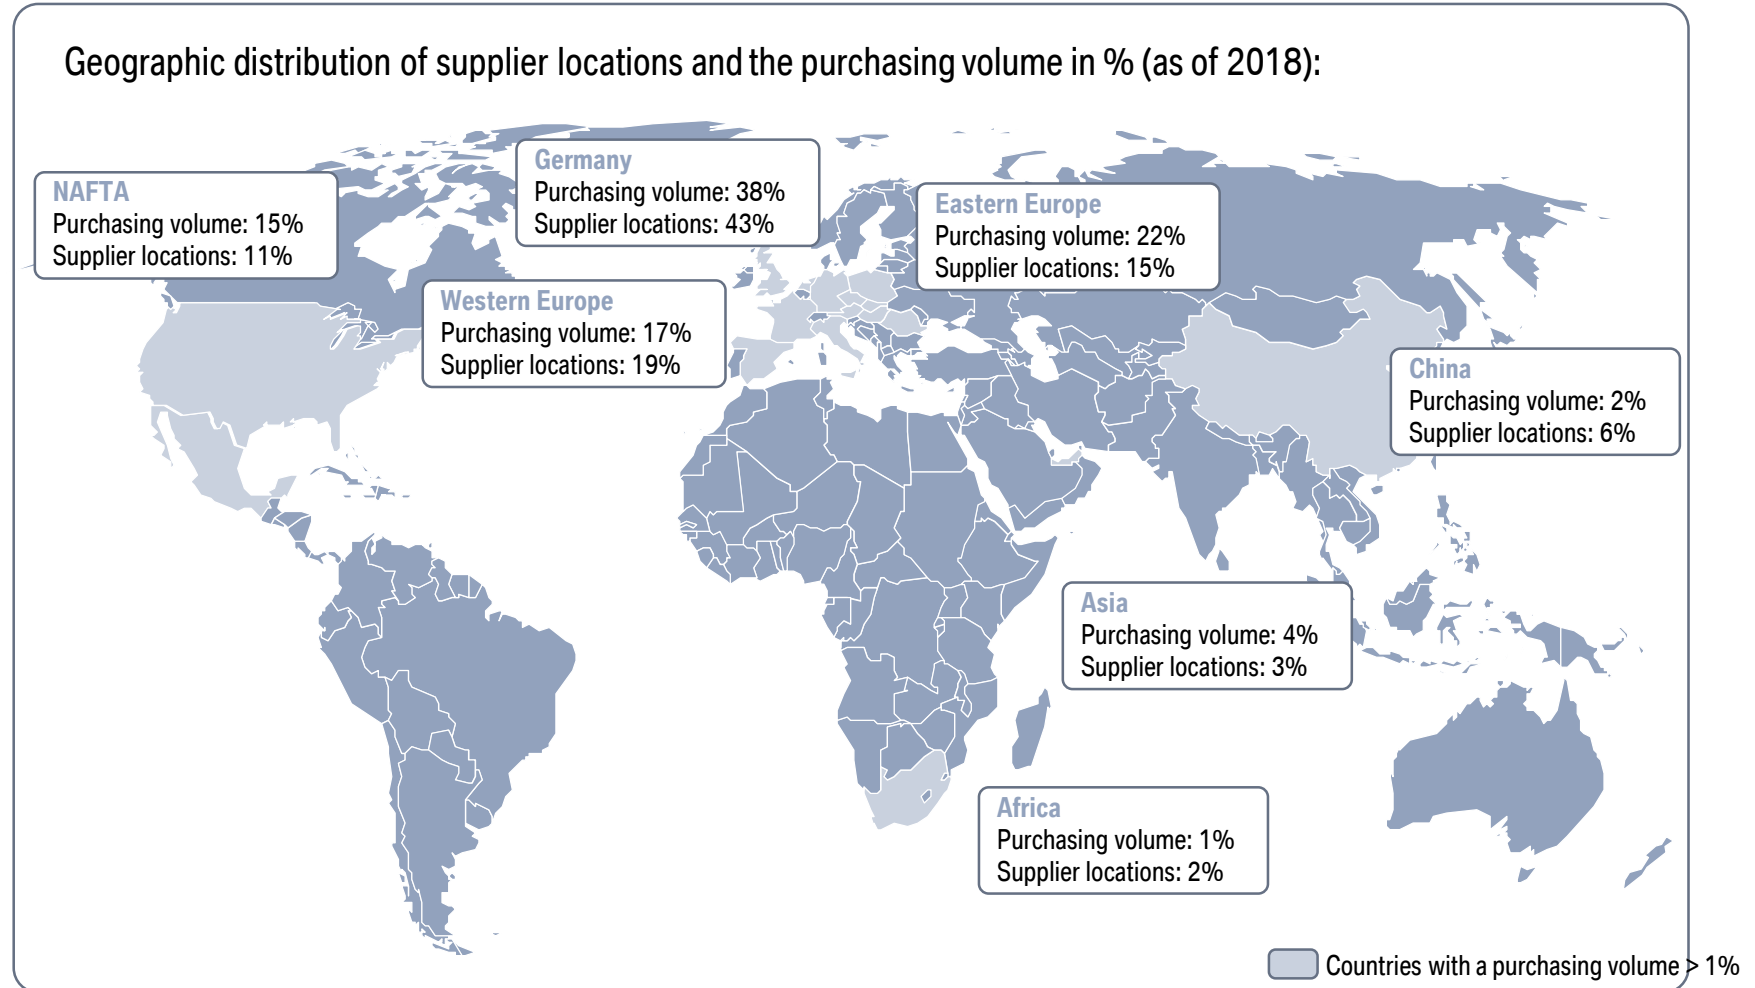 Geographic distribution of supplier locations and the purchasing volume in % (as of 2018):
NAFTA
Purchasing volume: 15%
Supplier locations: 11%
Germany
Purchasing volume: 38%
Supplier locations: 43%
Eastern Europe
Purchasing volume: 22%
Supplier locations: 15%
Western Europe
Purchasing volume: 17%
Supplier locations: 19%
China
Purchasing volume: 2%
Supplier locations: 6%
Asia
Purchasing volume: 4%
Supplier locations: 3%
Africa
Purchasing volume: 1%
Supplier locations: 2%
Countries with a purchasing volume > 1%